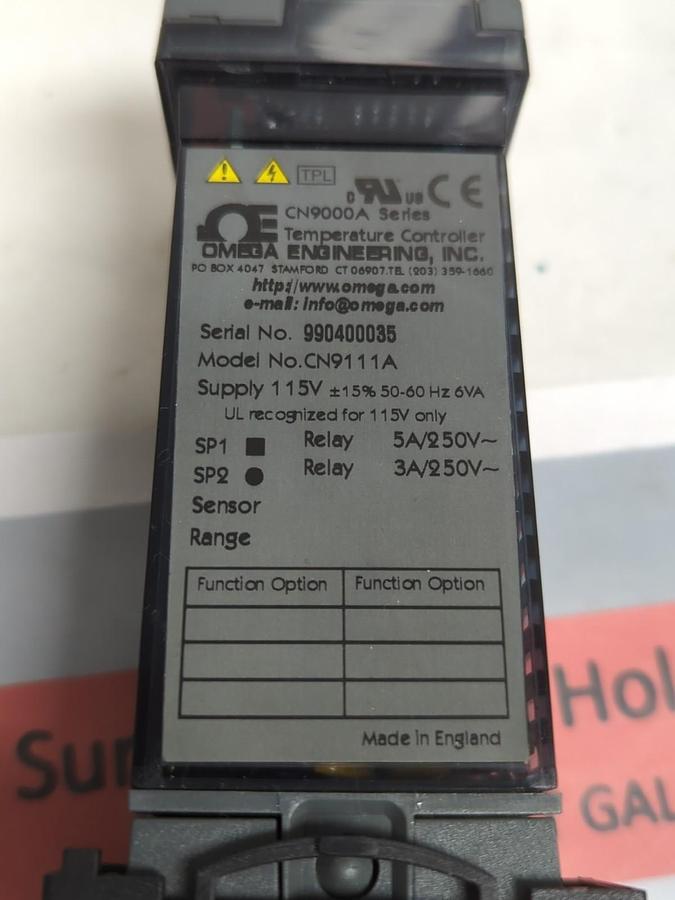 TPL
C UR US CE
CN9000A Series
Temperature Controller
OMEGA ENGINEERING, INC.
PO BOX 4047 STAMFORD CT 06907.TEL (203) 359-1660
http://www.omega.com
e-mail: info@omega.com
Serial No. 990400035
Model No.CN9111A
Supply 115V ±15% 50-60 Hz 6VA
UL recognized for 115V only
SP1 ■ Relay 5A/250V~
SP2 ● Relay 3A/250V~
Sensor
Range
Function Option Function Option
Made in England
Sur Hol
GAL